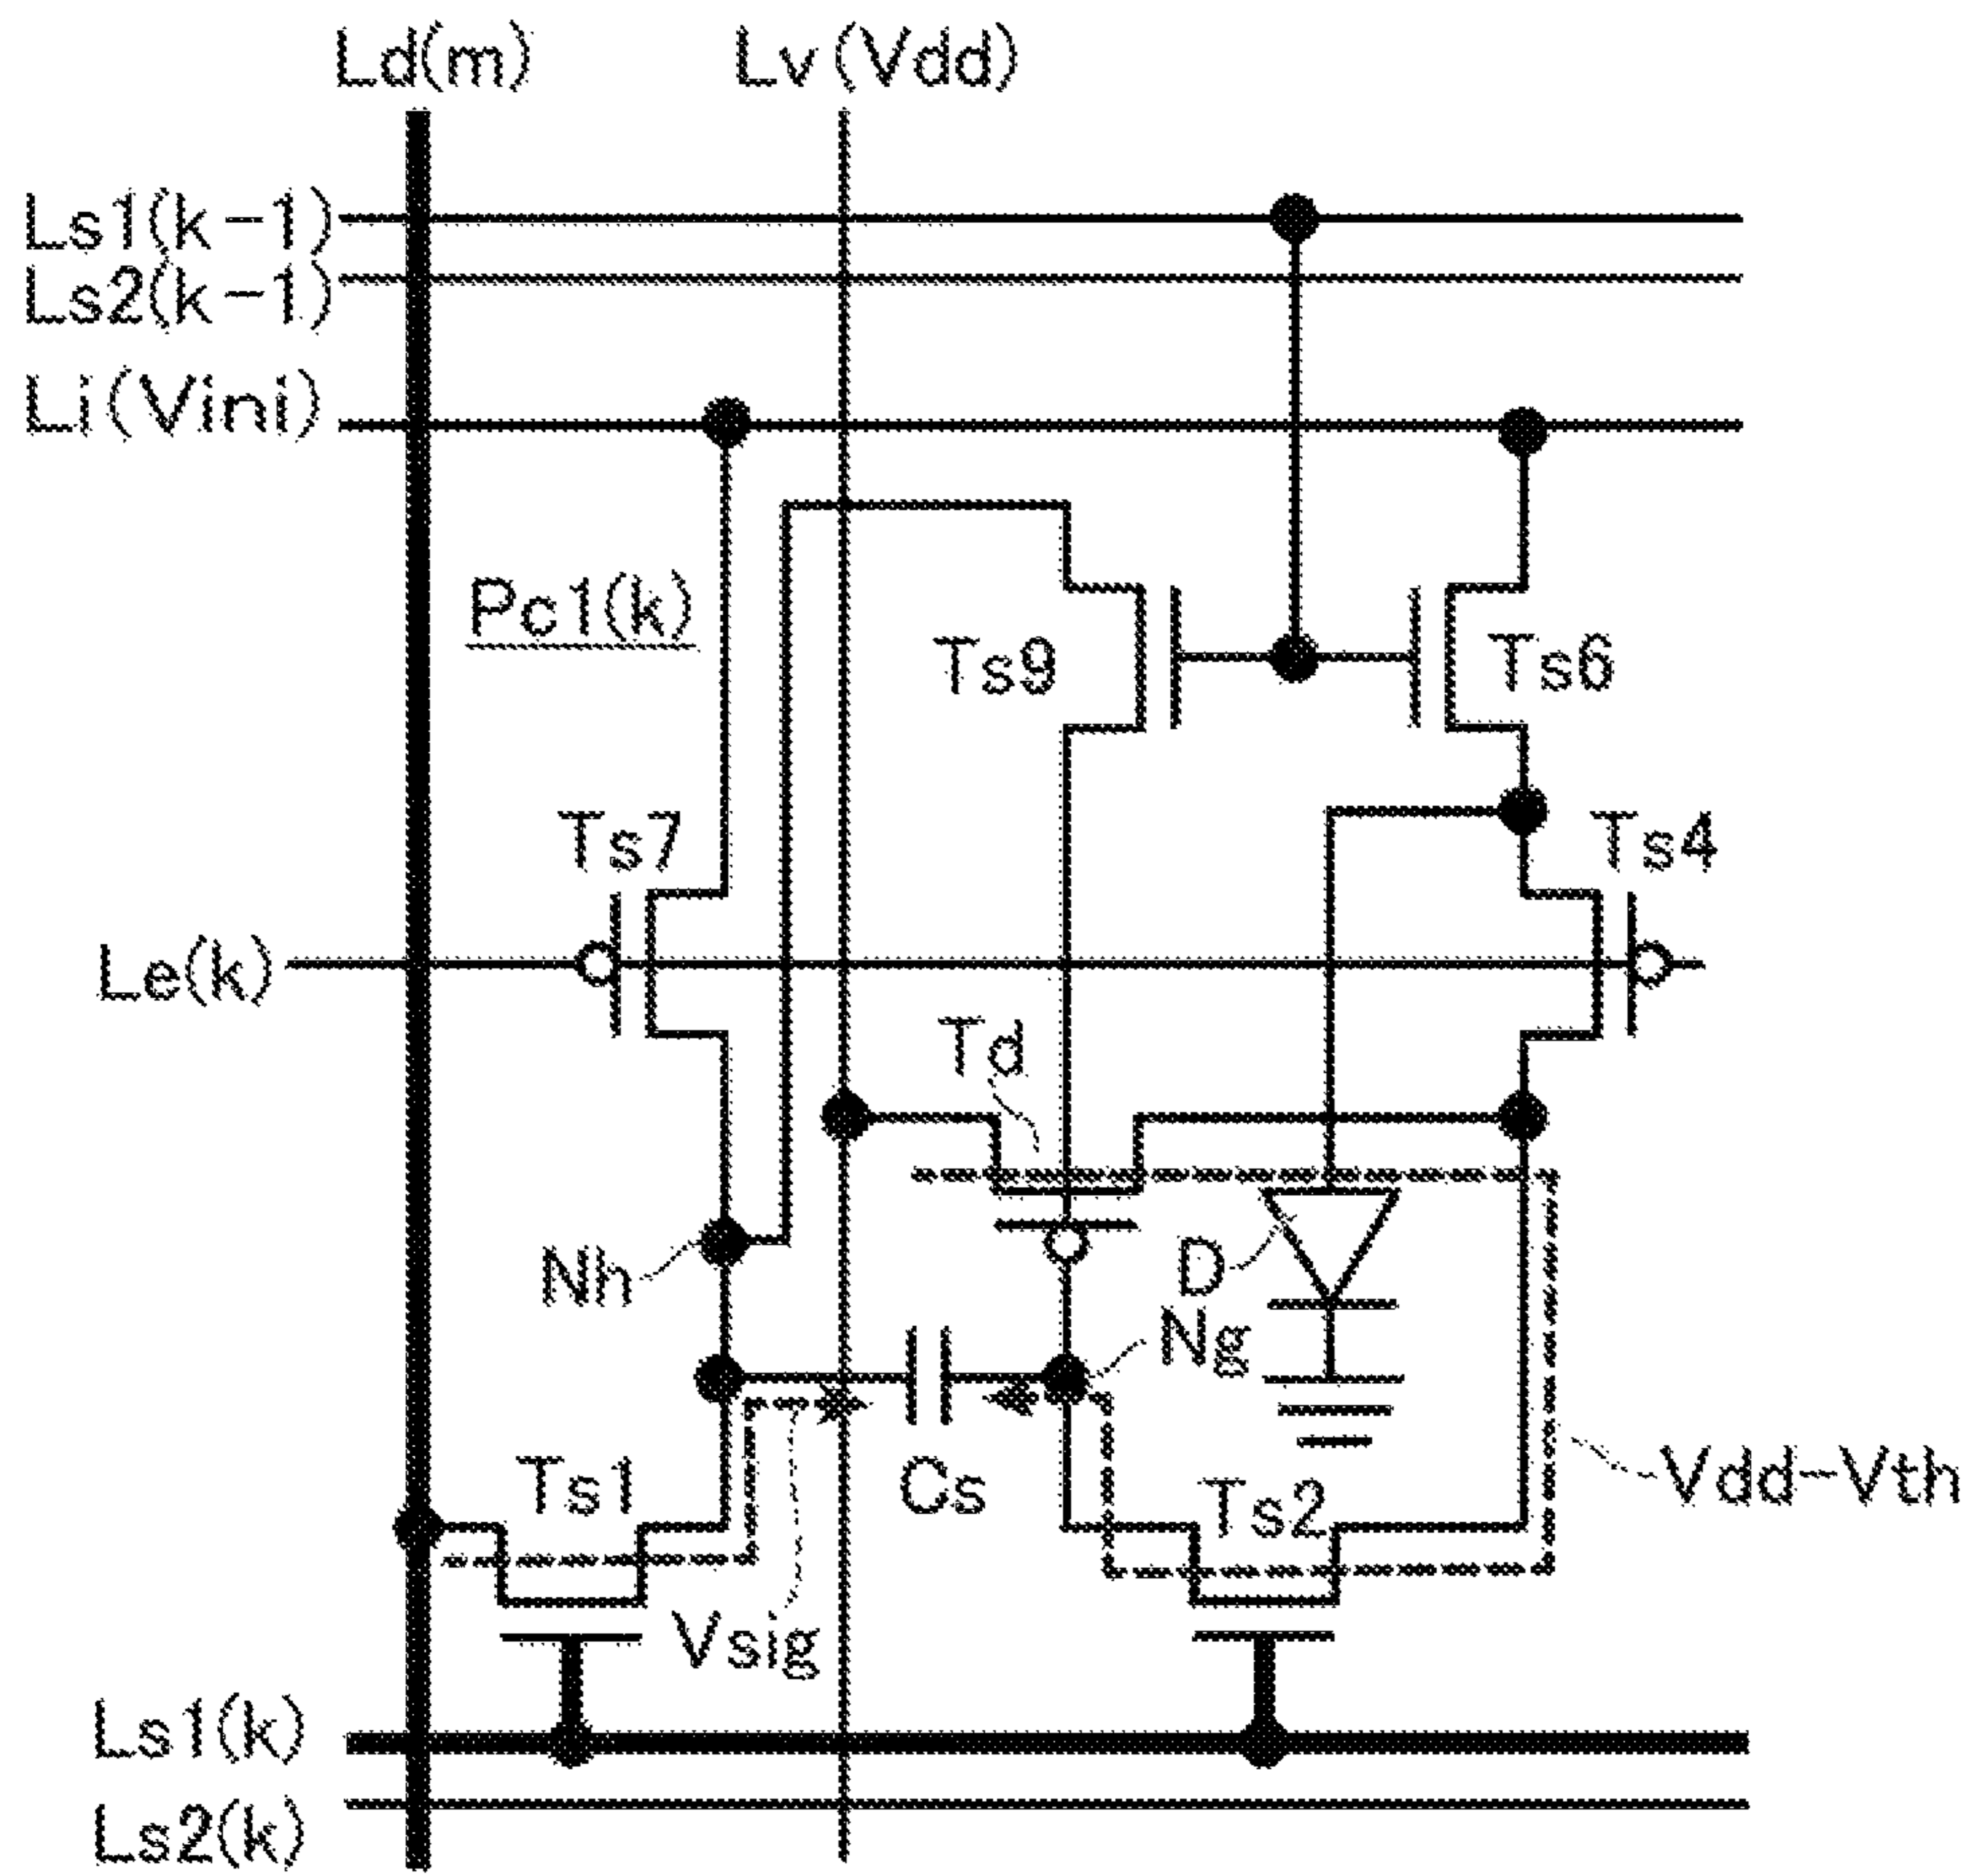 Ld(m)
Lv(Vdd)
Ls1(k-1)
Ls2(k-1)
Li(Vini)
Pc1(k)
Ts9
Ts6
Ts7
Ts4
Le(k)
Td
Nh
D
Ng
Ts1
Cs
Ts2
Vdd-Vth
Vsig
Ls1(k)
Ls2(k)